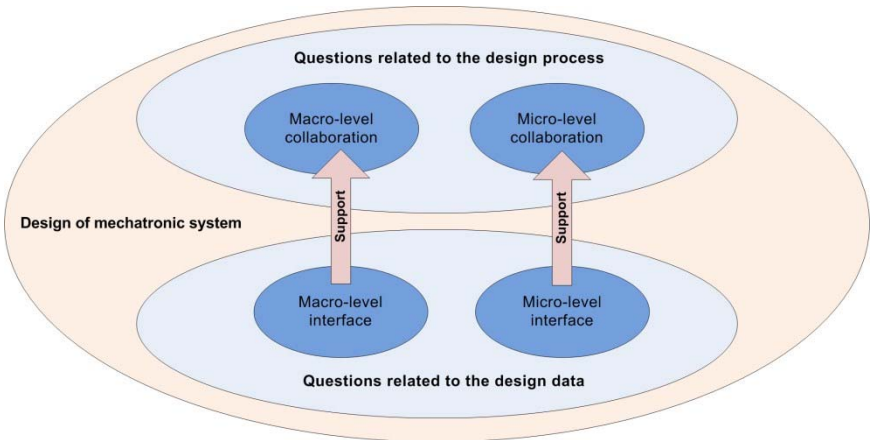 Questions related to the design process
Macro-level
collaboration
Micro-level
collaboration
Support
Support
Design of mechatronic system
Macro-level
interface
Micro-level
interface
Questions related to the design data